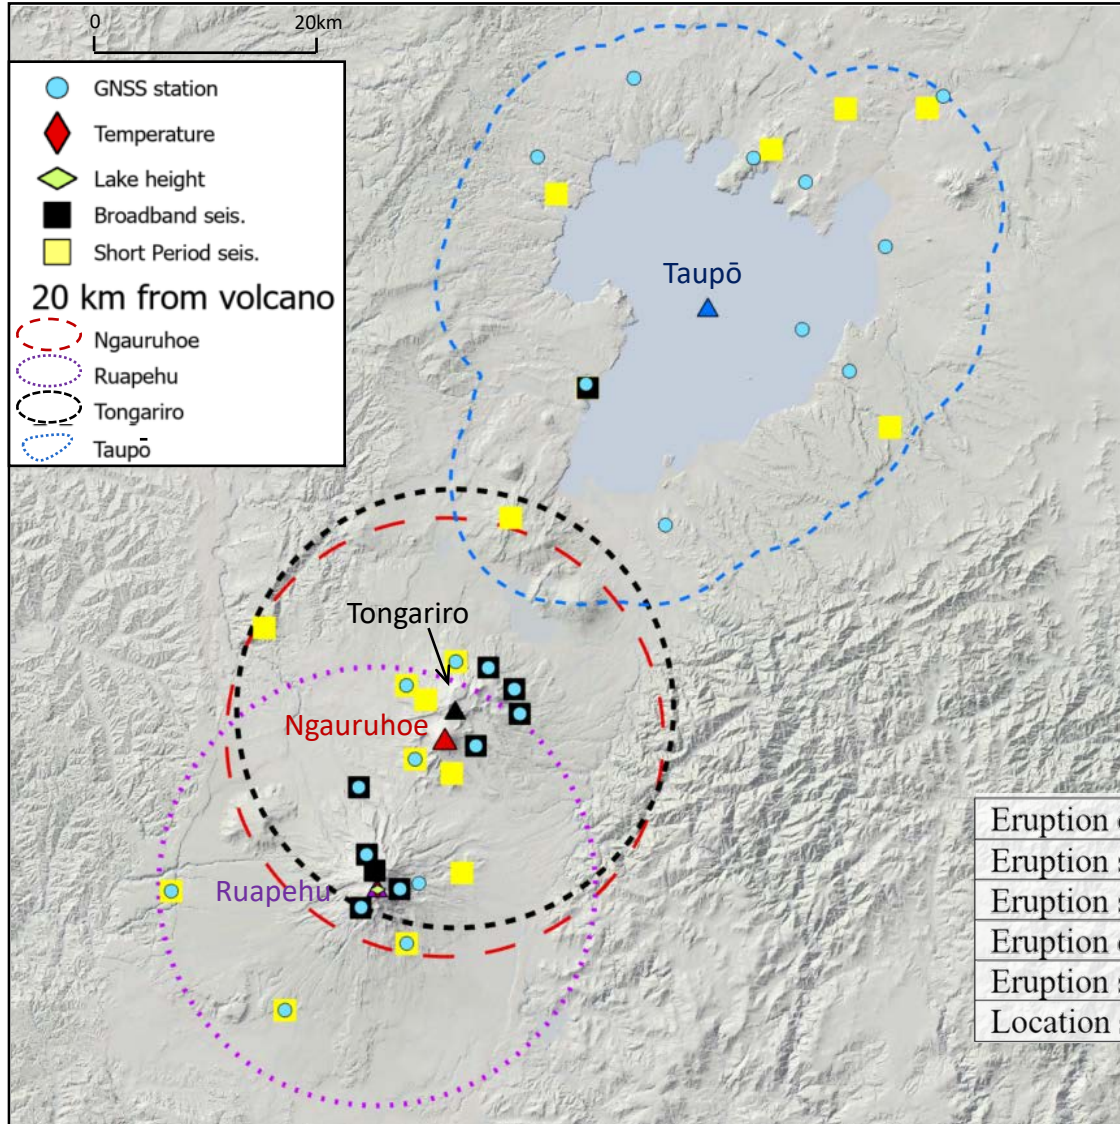 0 20km
GNSS station
Temperature
Lake height
Broadband seis.
Short Period seis.
20 km from volcano
Ngauruhoe
Ruapehu
Tongariro
Taupō
Taupō
Tongariro
Ngauruhoe
Ruapehu
Eruption
Eruption
Eruption
Eruption
Eruption
Location